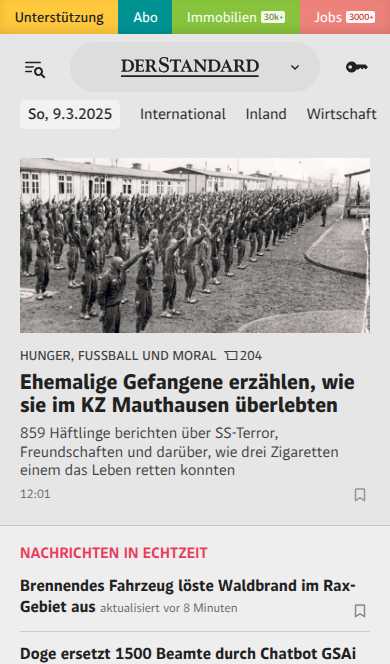 Unterstützung Abo Immobilien 30k+ Jobs 3000+
DERSTANDARD
So, 9.3.2025 International Inland Wirtschaft
HUNGER, FUSSBALL UND MORAL 204
Ehemalige Gefangene erzählen, wie
sie im KZ Mauthausen überlebten
859 Häftlinge berichten über SS-Terror,
Freundschaften und darüber, wie drei Zigaretten
einem das Leben retten konnten
12:01
NACHRICHTEN IN ECHTZEIT
Brennendes Fahrzeug löste Waldbrand im Rax-
Gebiet aus aktualisiert vor 8 Minuten
Doge ersetzt 1500 Beamte durch Chatbot GSAi